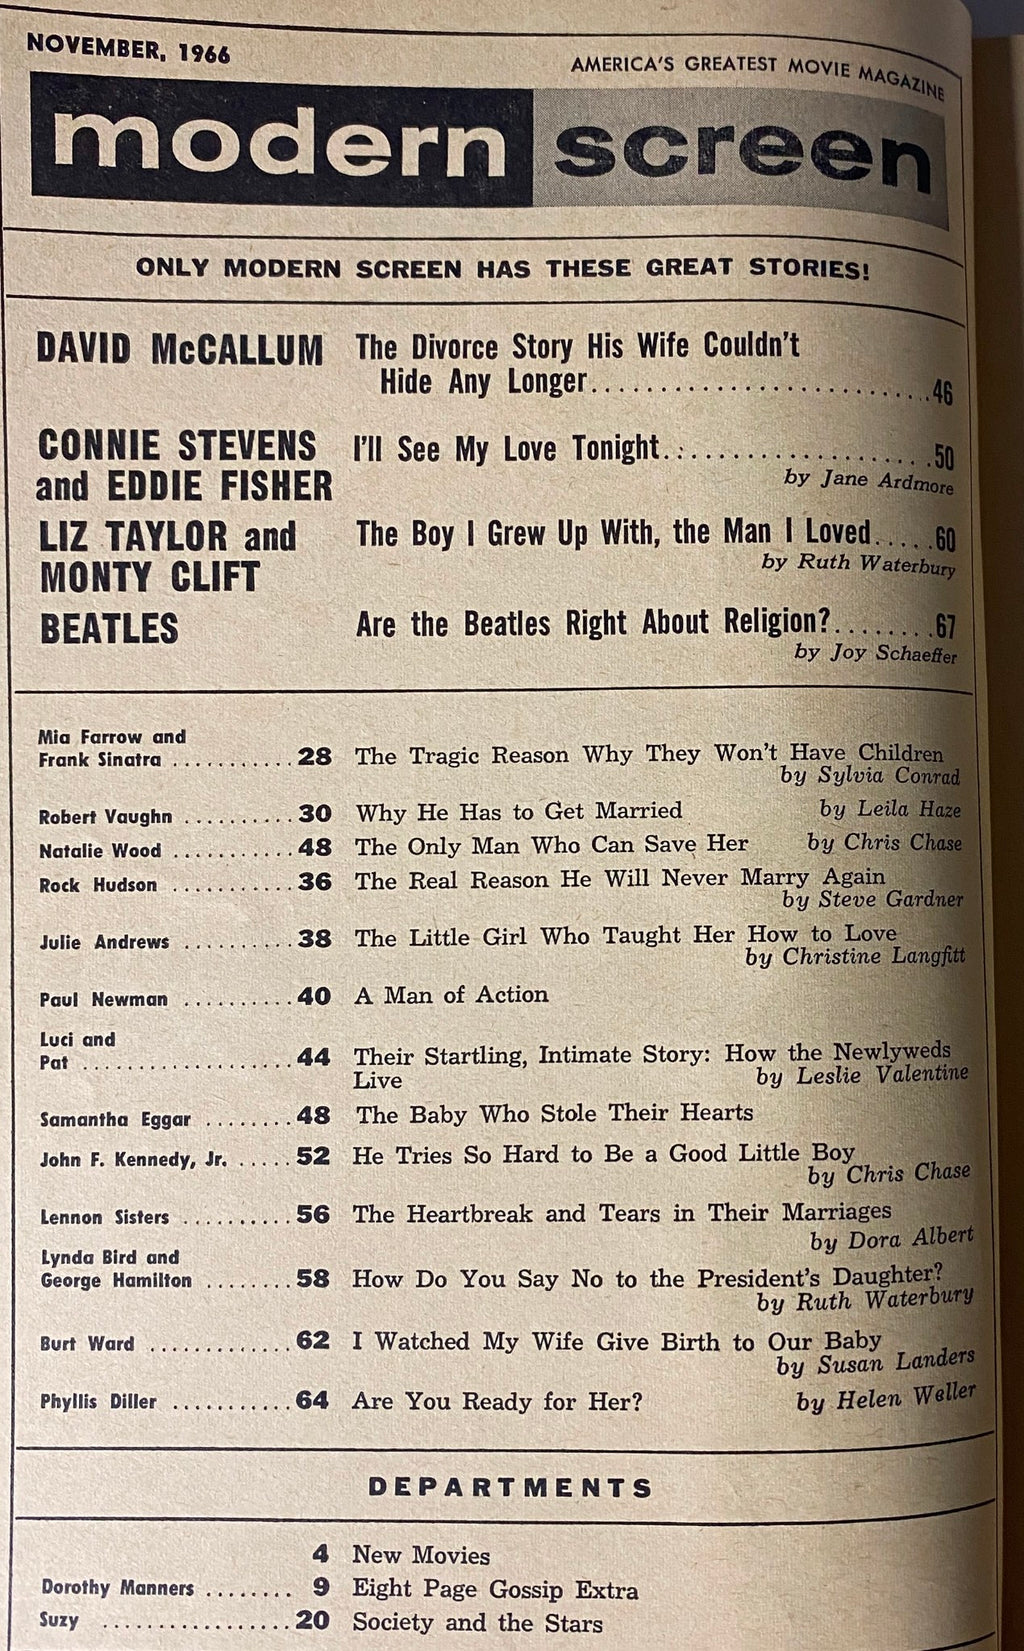 NOVEMBER, 1966
AMERICA'S GREATEST MOVIE MAGAZINE
modern screen
ONLY MODERN SCREEN HAS THESE GREAT STORIES!
DAVID McCALLUM The Divorce Story His Wife Couldn't
Hide Any Longer..........................46
CONNIE STEVENS I'll See My Love Tonight....................50
and EDDIE FISHER by Jane Ardmore
LIZ TAYLOR and The Boy I Grew Up With, the Man I Loved.....60
MONTY CLIFT by Ruth Waterbury
BEATLES Are the Beatles Right About Religion?........67
by Joy Schaeffer
Mia Farrow and
Frank Sinatra ........... 28 The Tragic Reason Why They Won't Have Children
by Sylvia Conrad
Robert Vaughn .......... 30 Why He Has to Get Married by Leila Haze
Natalie Wood ........... 48 The Only Man Who Can Save Her by Chris Chase
Rock Hudson ........... 36 The Real Reason He Will Never Marry Again
by Steve Gardner
Julie Andrews .......... 38 The Little Girl Who Taught Her How to Love
by Christine Langfitt
Paul Newman .......... 40 A Man of Action
Luci and
Pat ................... 44 Their Startling, Intimate Story: How the Newlyweds
Live by Leslie Valentine
Samantha Eggar ........ 48 The Baby Who Stole Their Hearts
John F. Kennedy, Jr. ..... 52 He Tries So Hard to Be a Good Little Boy
by Chris Chase
Lennon Sisters .......... 56 The Heartbreak and Tears in Their Marriages
by Dora Albert
Lynda Bird and
George Hamilton ........ 58 How Do You Say No to the President's Daughter?
by Ruth Waterbury
Burt Ward ............. 62 I Watched My Wife Give Birth to Our Baby
by Susan Landers
Phyllis Diller ........... 64 Are You Ready for Her? by Helen Weller
DEPARTMENTS
4 New Movies
Dorothy Manners ........ 9 Eight Page Gossip Extra
Suzy ................. 20 Society and the Stars